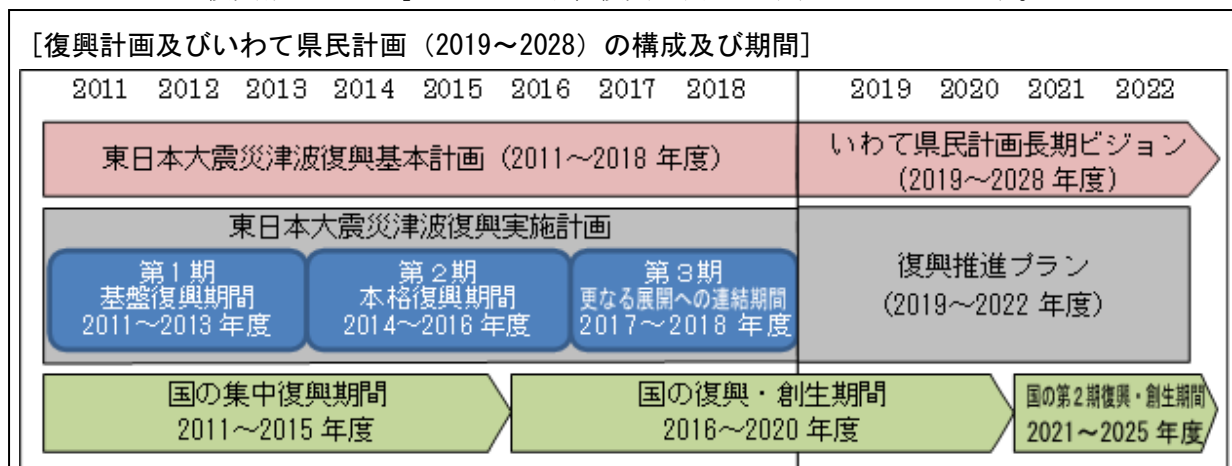 [復興計画及びいわて県民計画（2019～2028）の構成及び期間]
2011 2012 2013 2014 2015 2016 2017 2018 2019 2020 2021 2022
東日本大震災津波復興基本計画（2011～2018 年度）
いわて県民計画長期ビジョン
（2019～2028 年度）
東日本大震災津波復興実施計画
第１期
基盤復興期間
2011～2013 年度
第２期
本格復興期間
2014～2016 年度
第３期
更なる展開への連結期間
2017～2018 年度
復興推進プラン
（2019～2022 年度）
国の集中復興期間
2011～2015 年度
国の復興・創生期間
2016～2020 年度
国の第２期復興・創生期間
2021～2025 年度